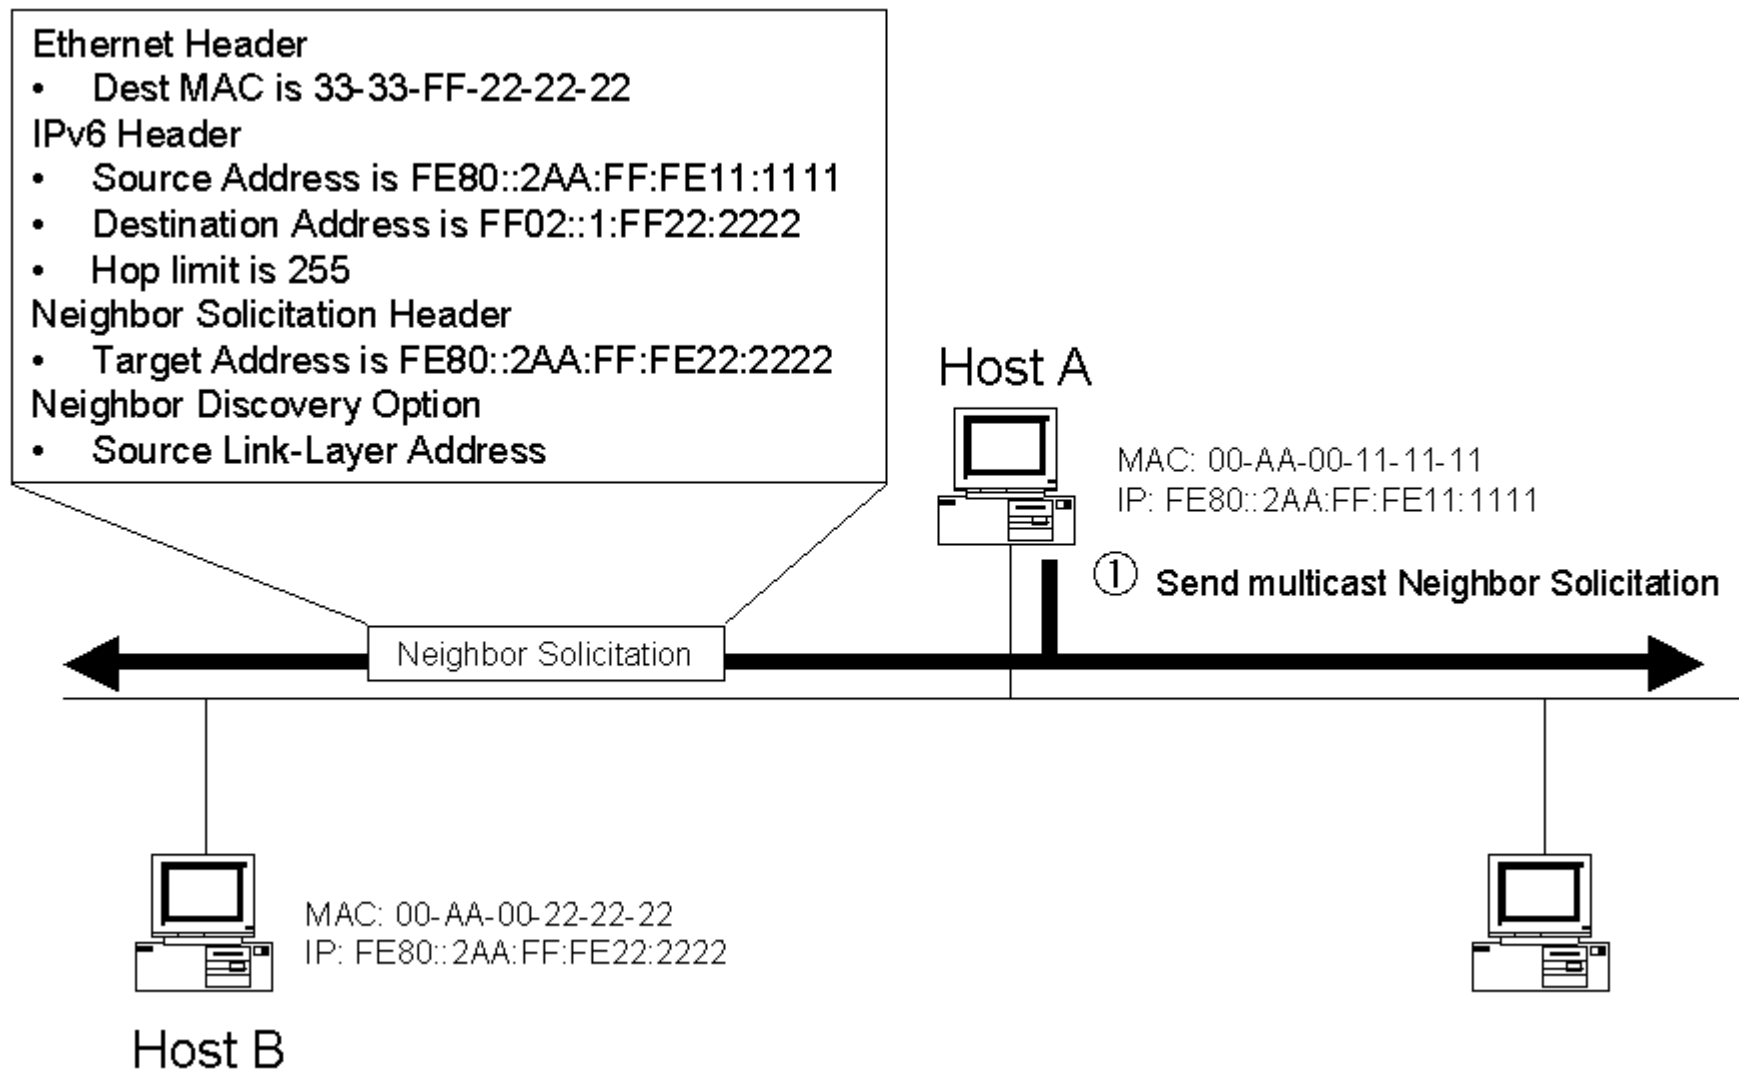 Ethernet Header
• Dest MAC is 33-33-FF-22-22-22
IPv6 Header
• Source Address is FE80::2AA:FF:FE11:1111
• Destination Address is FF02::1:FF22:2222
• Hop limit is 255
Neighbor Solicitation Header
• Target Address is FE80::2AA:FF:FE22:2222
Neighbor Discovery Option
• Source Link-Layer Address
Host A
MAC: 00-AA-00-11-11-11
IP: FE80::2AA:FF:FE11:1111
① Send multicast Neighbor Solicitation
Neighbor Solicitation
MAC: 00-AA-00-22-22-22
IP: FE80::2AA:FF:FE22:2222
Host B